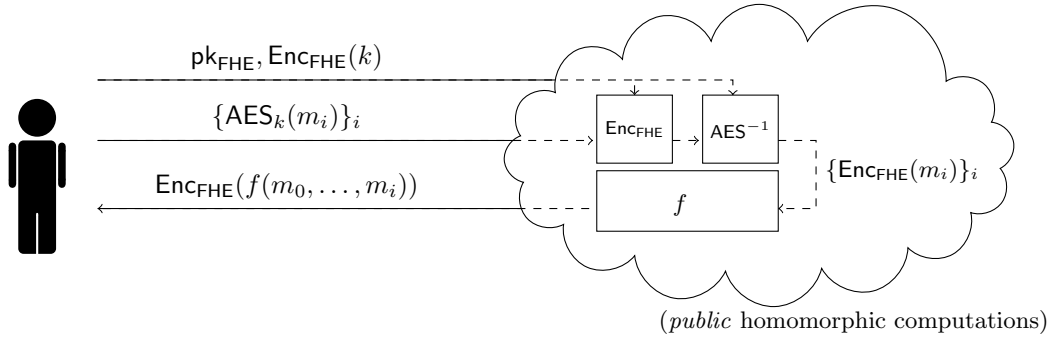 pk_FHE, Enc_FHE(k)
{AES_k(m_i)}_i
Enc_FHE(f(m_0, …, m_i))
Enc_FHE
AES^{-1}
{Enc_FHE(m_i)}_i
f
(public homomorphic computations)